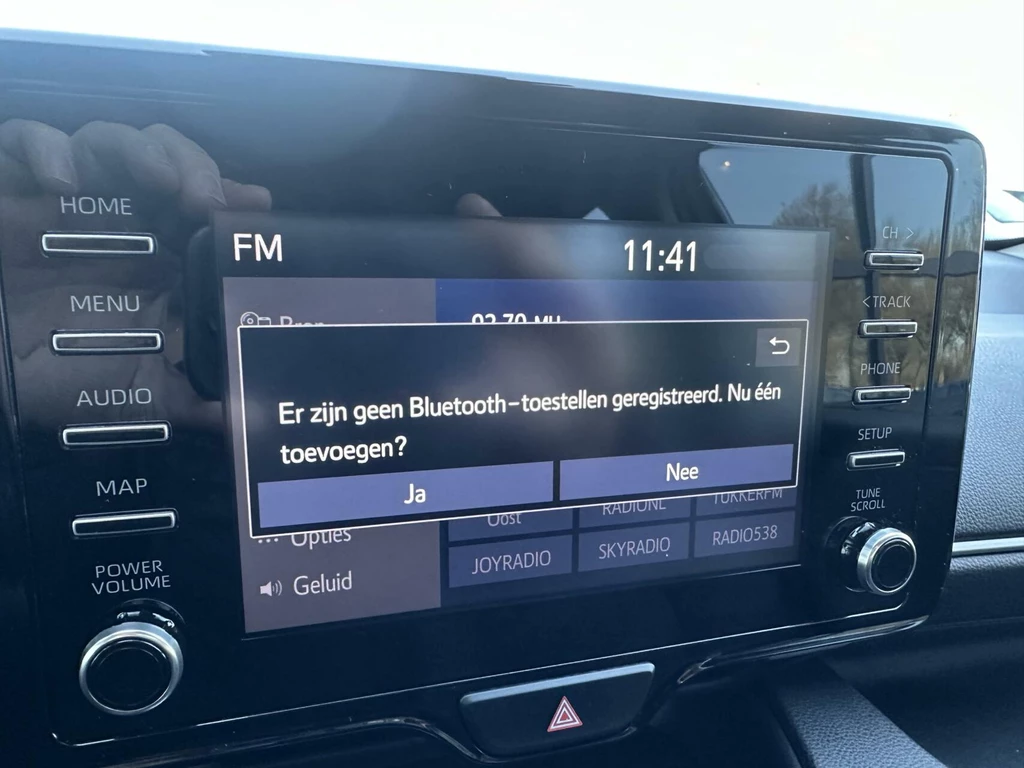 HOME
MENU
AUDIO
MAP
POWER
VOLUME
FM
11:41
Er zijn geen Bluetooth-toestellen geregistreerd. Nu één
toevoegen?
Ja
Nee
Oost
RADIONL
TUKKERFM
Opties
JOYRADIO
SKYRADIO
RADIO538
Geluid
CH >
< TRACK
PHONE
SETUP
TUNE
SCROLL